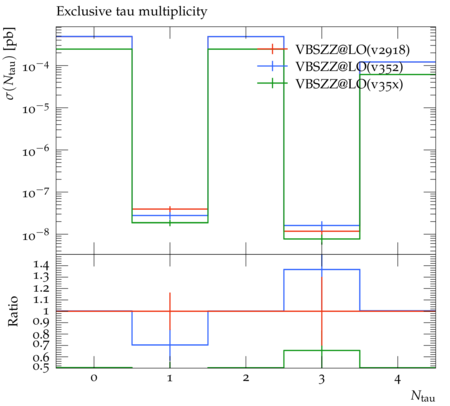 Exclusive tau multiplicity
σ(Ntau) [pb]
VBSZZ@LO(v2918)
VBSZZ@LO(v352)
VBSZZ@LO(v35x)
10⁻⁴
10⁻⁵
10⁻⁶
10⁻⁷
10⁻⁸
Ratio
1.4
1.3
1.2
1.1
1
0.9
0.8
0.7
0.6
0.5
0 1 2 3 4
Ntau